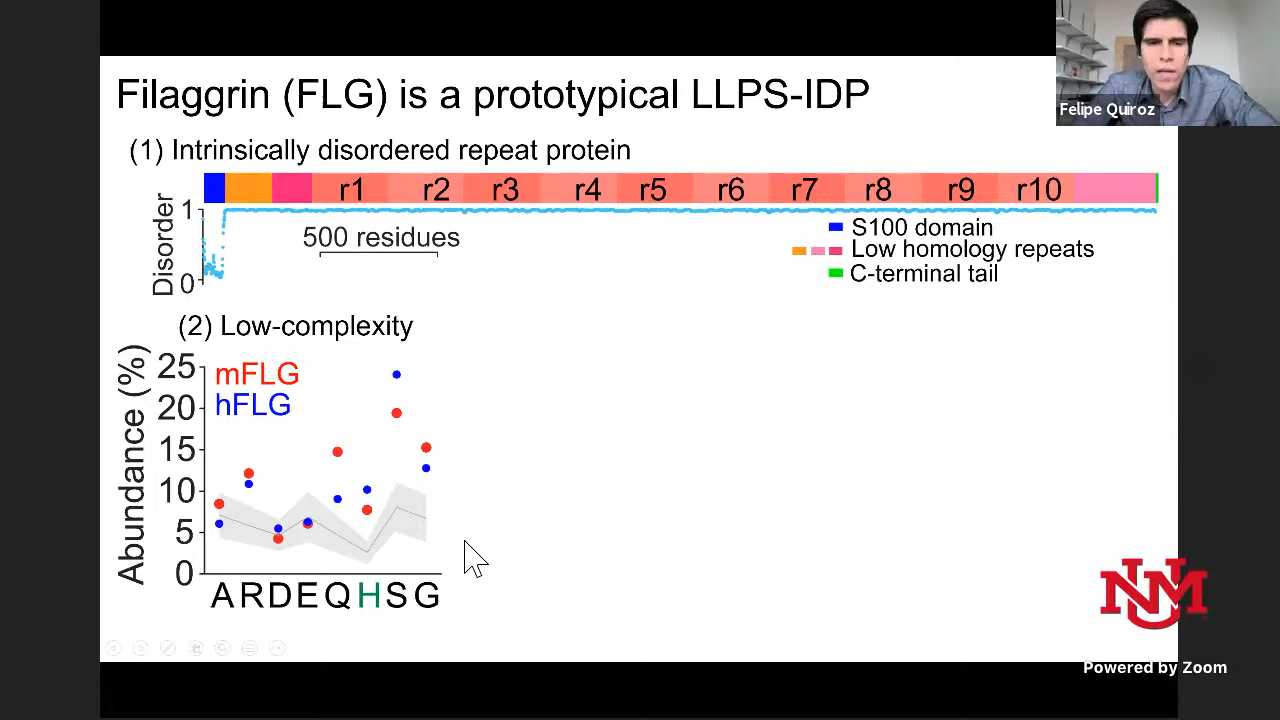 Felipe Quiroz
Filaggrin (FLG) is a prototypical LLPS-IDP
(1) Intrinsically disordered repeat protein
r1 r2 r3 r4 r5 r6 r7 r8 r9 r10
Disorder
1
0
500 residues
S100 domain
Low homology repeats
C-terminal tail
(2) Low-complexity
Abundance (%)
25
20
15
10
5
0
mFLG
hFLG
A R D E Q H S G
NM
Powered by Zoom